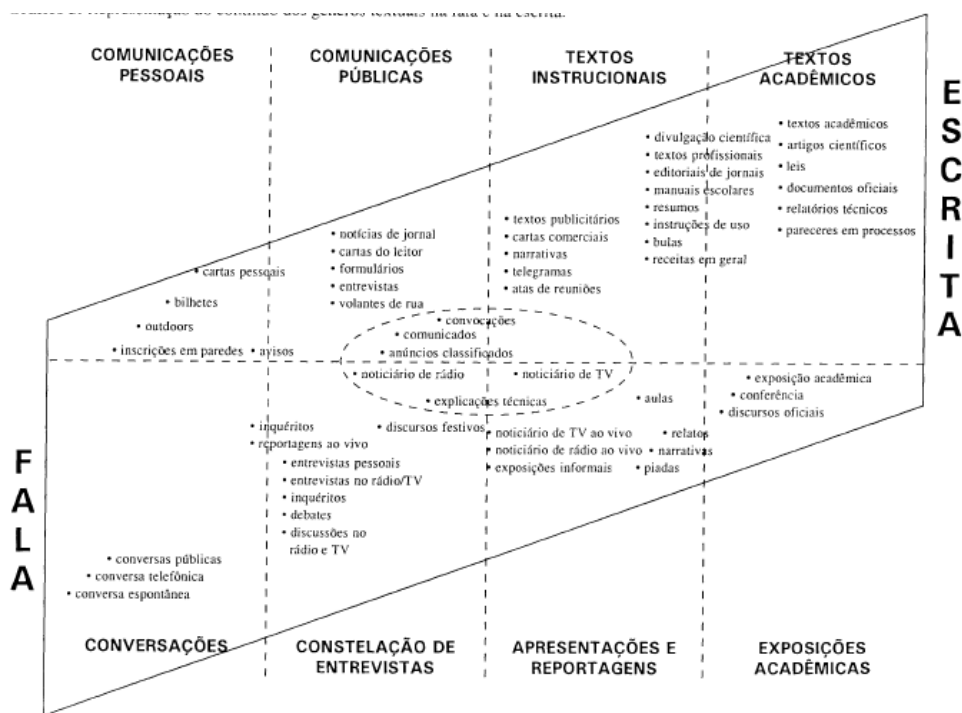 COMUNICAÇÕES
PESSOAIS
COMUNICAÇÕES
PÚBLICAS
TEXTOS
INSTRUCIONAIS
TEXTOS
ACADÊMICOS
ESCRITA
• textos acadêmicos
• artigos científicos
• leis
• documentos oficiais
• relatórios técnicos
• pareceres em processos
• divulgação científica
• textos profissionais
• editoriais de jornais
• manuais escolares
• resumos
• instruções de uso
• bulas
• receitas em geral
• textos publicitários
• cartas comerciais
• narrativas
• telegramas
• atas de reuniões
• notícias de jornal
• cartas do leitor
• formulários
• entrevistas
• volantes de rua
• cartas pessoais
• bilhetes
• outdoors
• inscrições em paredes • avisos
• convocações
• comunicados
• anúncios classificados
• noticiário de rádio • noticiário de TV
• explicações técnicas
• aulas
• exposição acadêmica
• conferência
• discursos oficiais
• inquéritos
• reportagens ao vivo
• discursos festivos
• entrevistas pessoais
• entrevistas no rádio/TV
• inquéritos
• debates
• discussões no
rádio e TV
• noticiário de TV ao vivo • relatos
• noticiário de rádio ao vivo • narrativas
• exposições informais • piadas
FALA
• conversas públicas
• conversa telefônica
• conversa espontânea
CONVERSAÇÕES
CONSTELAÇÃO DE
ENTREVISTAS
APRESENTAÇÕES E
REPORTAGENS
EXPOSIÇÕES
ACADÊMICAS